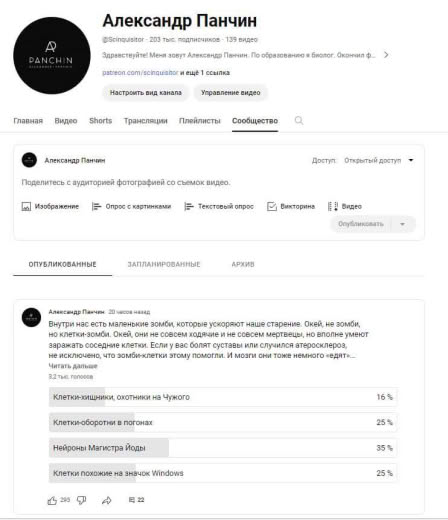 Александр Панчин
@Scinquisitor · 203 тыс. подписчиков · 139 видео
Здравствуйте! Меня зовут Александр Панчин. По образованию я биолог. Окончил ф...
patreon.com/scinquisitor и ещё 1 ссылка
PANCHIN
Настроить вид канала
Управление видео
Главная Видео Shorts Трансляции Плейлисты Сообщество
Александр Панчин
Доступ: Открытый доступ
Поделитесь с аудиторией фотографией со съемок видео.
Изображение Опрос с картинками Текстовый опрос Викторина Видео
Опубликовать
ОПУБЛИКОВАННЫЕ ЗАПЛАНИРОВАННЫЕ АРХИВ
Александр Панчин 20 часов назад
Внутри нас есть маленькие зомби, которые ускоряют наше старение. Окей, не зомби,
но клетки-зомби. Окей, они не совсем ходячие и не совсем мертвецы, но вполне умеют
заражать соседние клетки. Если у вас болят суставы или случился атеросклероз,
не исключено, что зомби-клетки этому помогли. И мозги они тоже немного «едят»...
Читать дальше
3,2 тыс. голосов
Клетки-хищники, охотники на Чужого 16 %
Клетки-оборотни в погонах 25 %
Нейроны Магистра Йоды 35 %
Клетки похожие на значок Windows 25 %
295 22